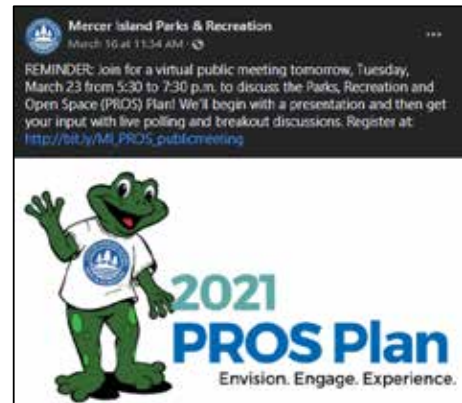 Mercer Island Parks & Recreation
March 16 at 11:54 AM ·
REMINDER: Join for a virtual public meeting tomorrow, Tuesday,
March 23 from 5:30 to 7:30 p.m. to discuss the Parks, Recreation and
Open Space (PROS) Plan! We'll begin with a presentation and then get
your input with live polling and breakout discussions. Register at:
http://bit.ly/MI_PROS_publicmeeting
2021
PROS Plan
Envision. Engage. Experience.